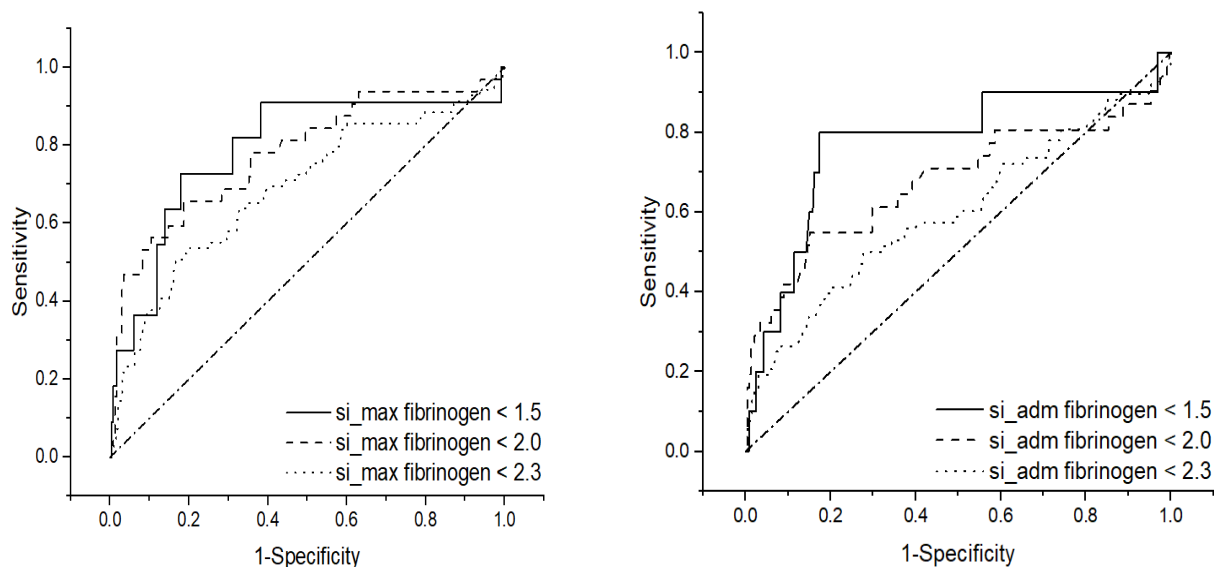 1.0
0.8
0.6
0.4
0.2
0.0
Sensitivity
si_max fibrinogen < 1.5
si_max fibrinogen < 2.0
si_max fibrinogen < 2.3
0.0 0.2 0.4 0.6 0.8 1.0
1-Specificity
1.0
0.8
0.6
0.4
0.2
0.0
Sensitivity
si_adm fibrinogen < 1.5
si_adm fibrinogen < 2.0
si_adm fibrinogen < 2.3
0.0 0.2 0.4 0.6 0.8 1.0
1-Specificity